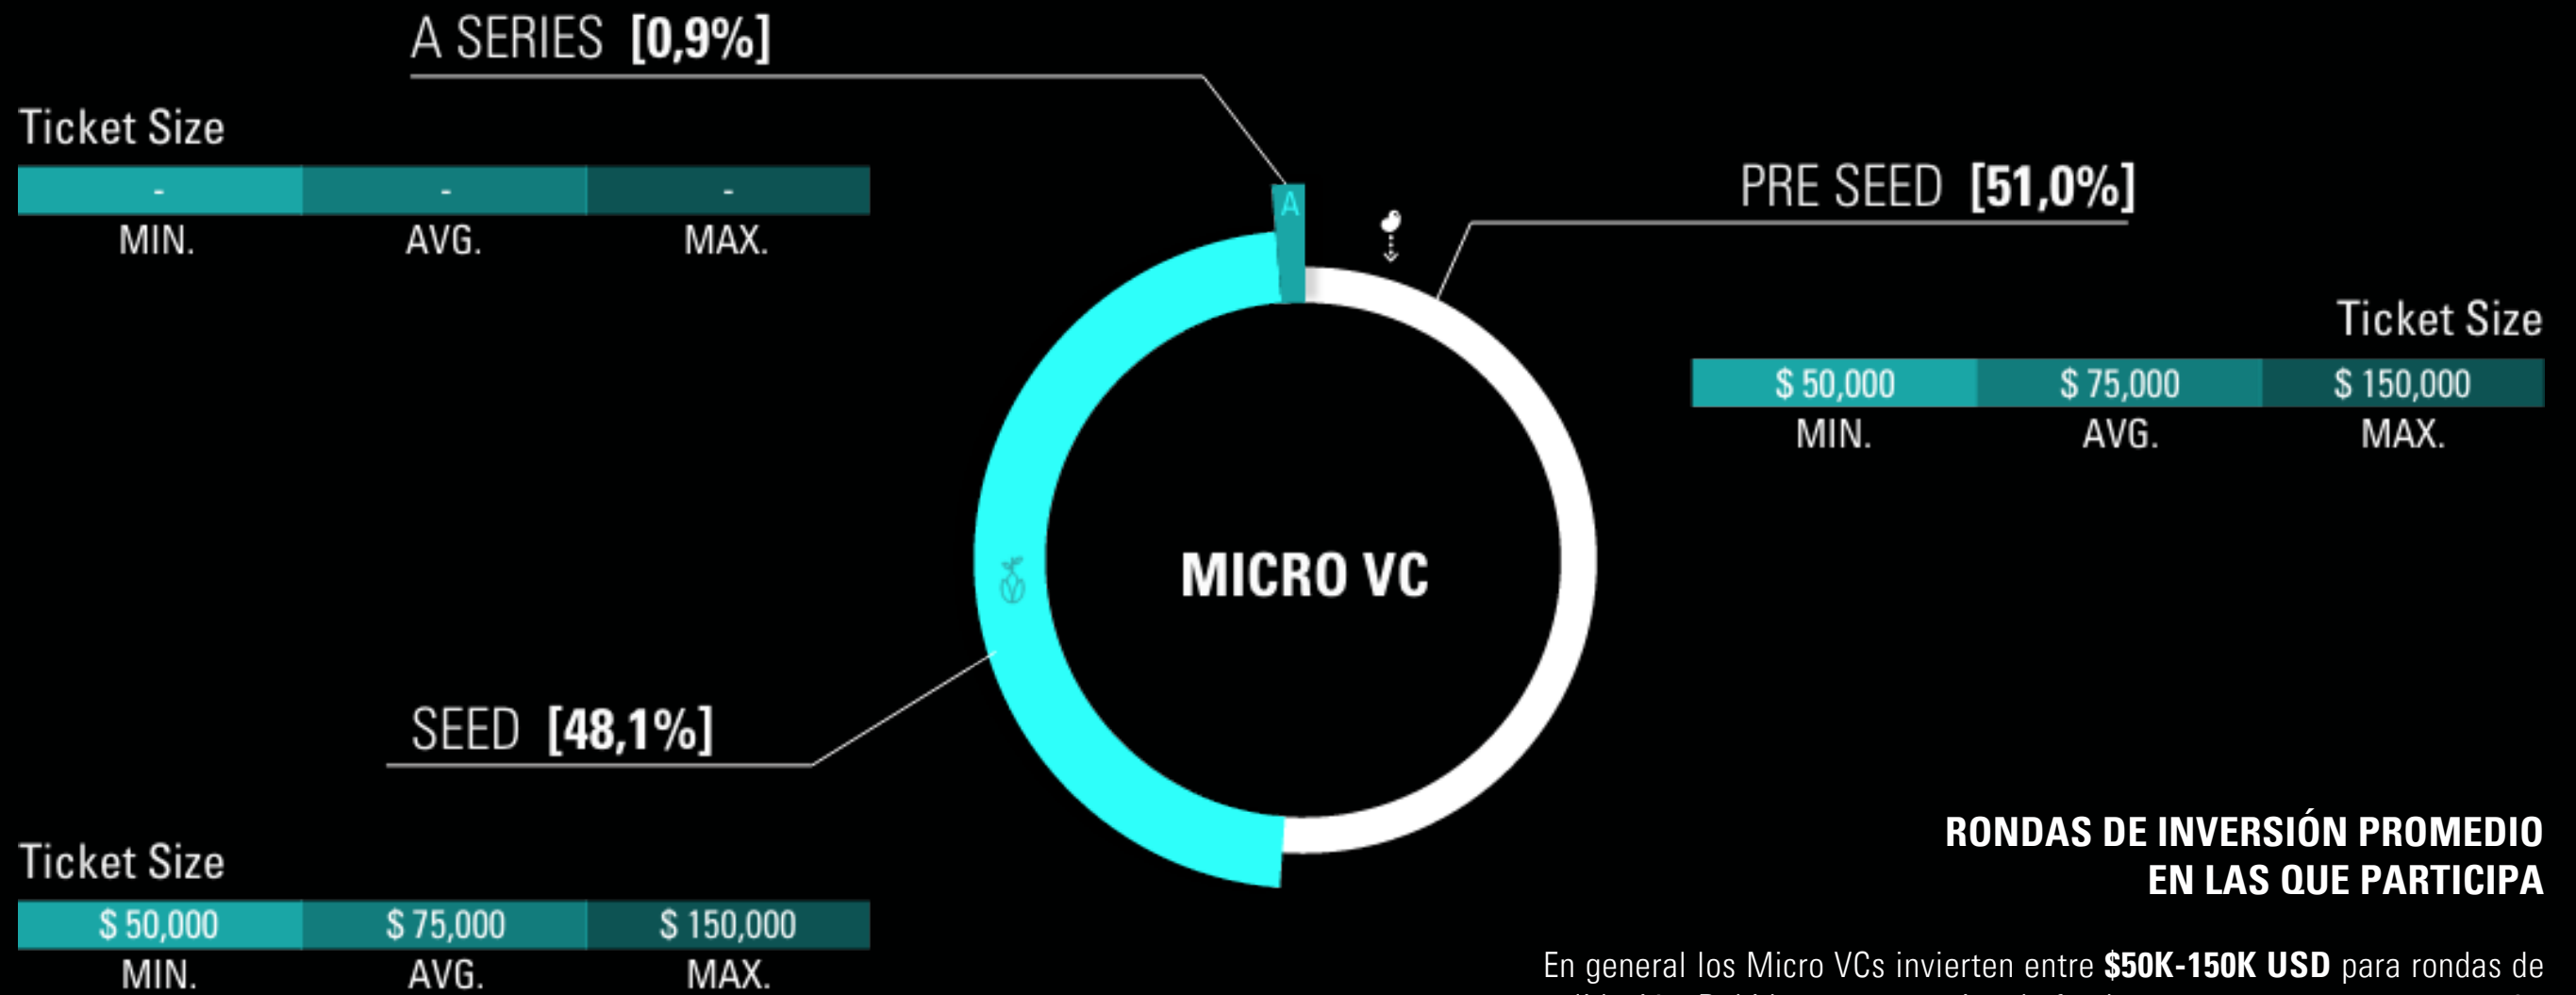 A SERIES [0,9%]
Ticket Size
- - -
MIN. AVG. MAX.
A
PRE SEED [51,0%]
Ticket Size
$ 50,000 $ 75,000 $ 150,000
MIN. AVG. MAX.
MICRO VC
SEED [48,1%]
Ticket Size
$ 50,000 $ 75,000 $ 150,000
MIN. AVG. MAX.
RONDAS DE INVERSIÓN PROMEDIO
EN LAS QUE PARTICIPA
En general los Micro VCs invierten entre $50K-150K USD para rondas de